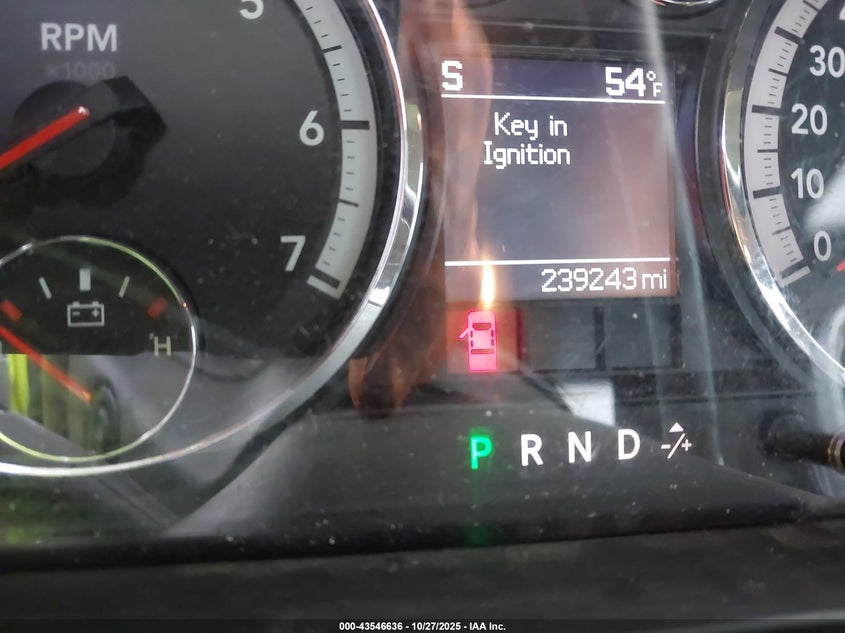 RPM
x1000
5
6
7
H
S 54°F
Key in
Ignition
239243 mi
P R N D -/+
30
20
10
0
000-43546636 - 10/27/2025 - IAA Inc.